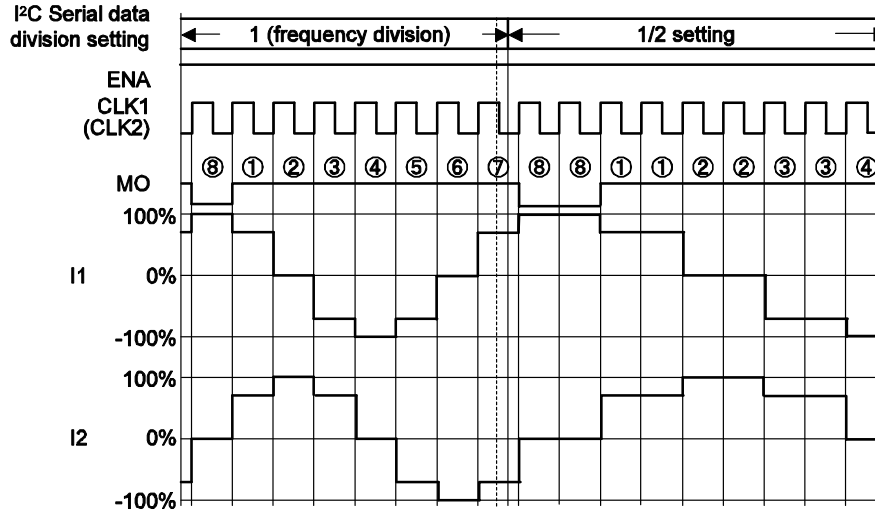 I²C Serial data
division setting
1 (frequency division)
1/2 setting
ENA
CLK1
(CLK2)
⑧ ① ② ③ ④ ⑤ ⑥ ⑦ ⑧ ⑧ ① ① ② ② ③ ③ ④
MO
100%
I1 0%
-100%
100%
I2 0%
-100%